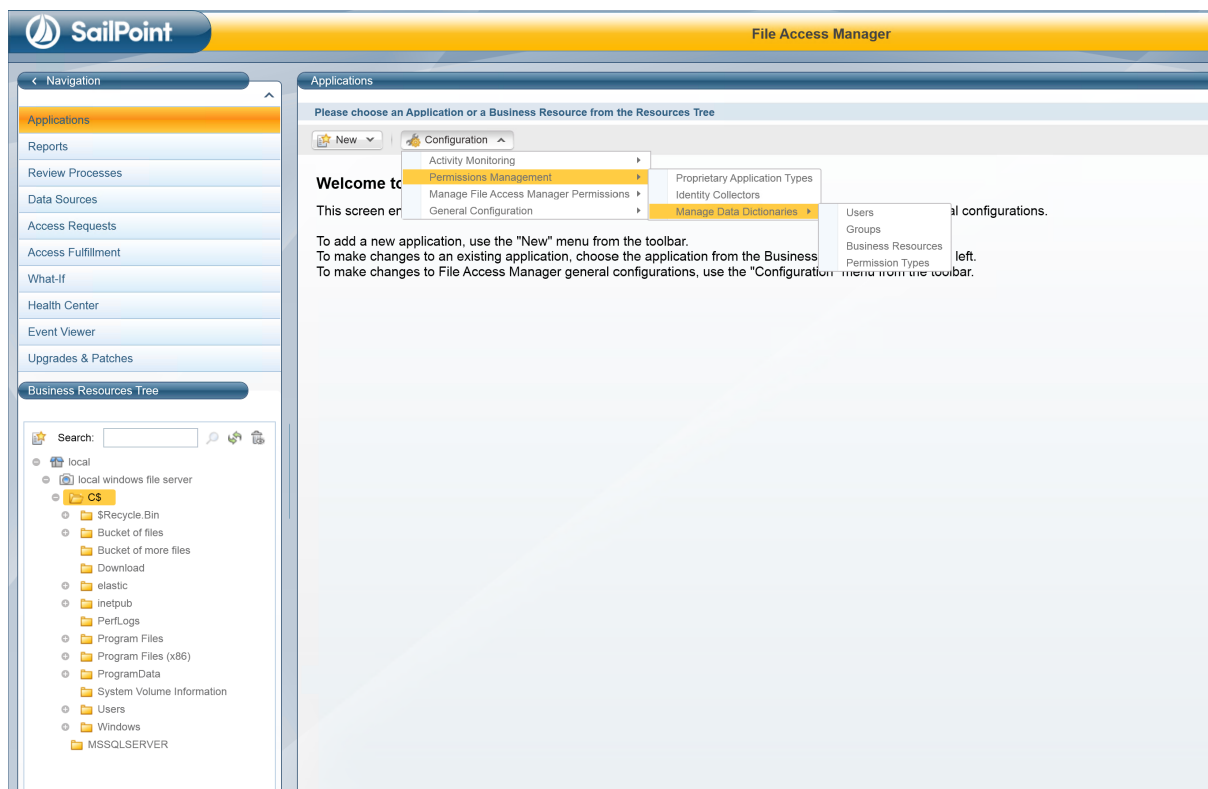 SailPoint
File Access Manager
Navigation
Applications
Reports
Review Processes
Data Sources
Access Requests
Access Fulfillment
What-If
Health Center
Event Viewer
Upgrades & Patches
Business Resources Tree
Search:
local
local windows file server
C$
$Recycle.Bin
Bucket of files
Bucket of more files
Download
elastic
inetpub
PerfLogs
Program Files
Program Files (x86)
ProgramData
System Volume Information
Users
Windows
MSSQLSERVER
Applications
Please choose an Application or a Business Resource from the Resources Tree
New
Configuration
Activity Monitoring
Permissions Management
Manage File Access Manager Permissions
General Configuration
Proprietary Application Types
Identity Collectors
Manage Data Dictionaries
Users
Groups
Business Resources
Permission Types
Welcome to
This screen en al configurations.
To add a new application, use the "New" menu from the toolbar.
To make changes to an existing application, choose the application from the Business left.
To make changes to File Access Manager general configurations, use the "Configuration" menu from the toolbar.